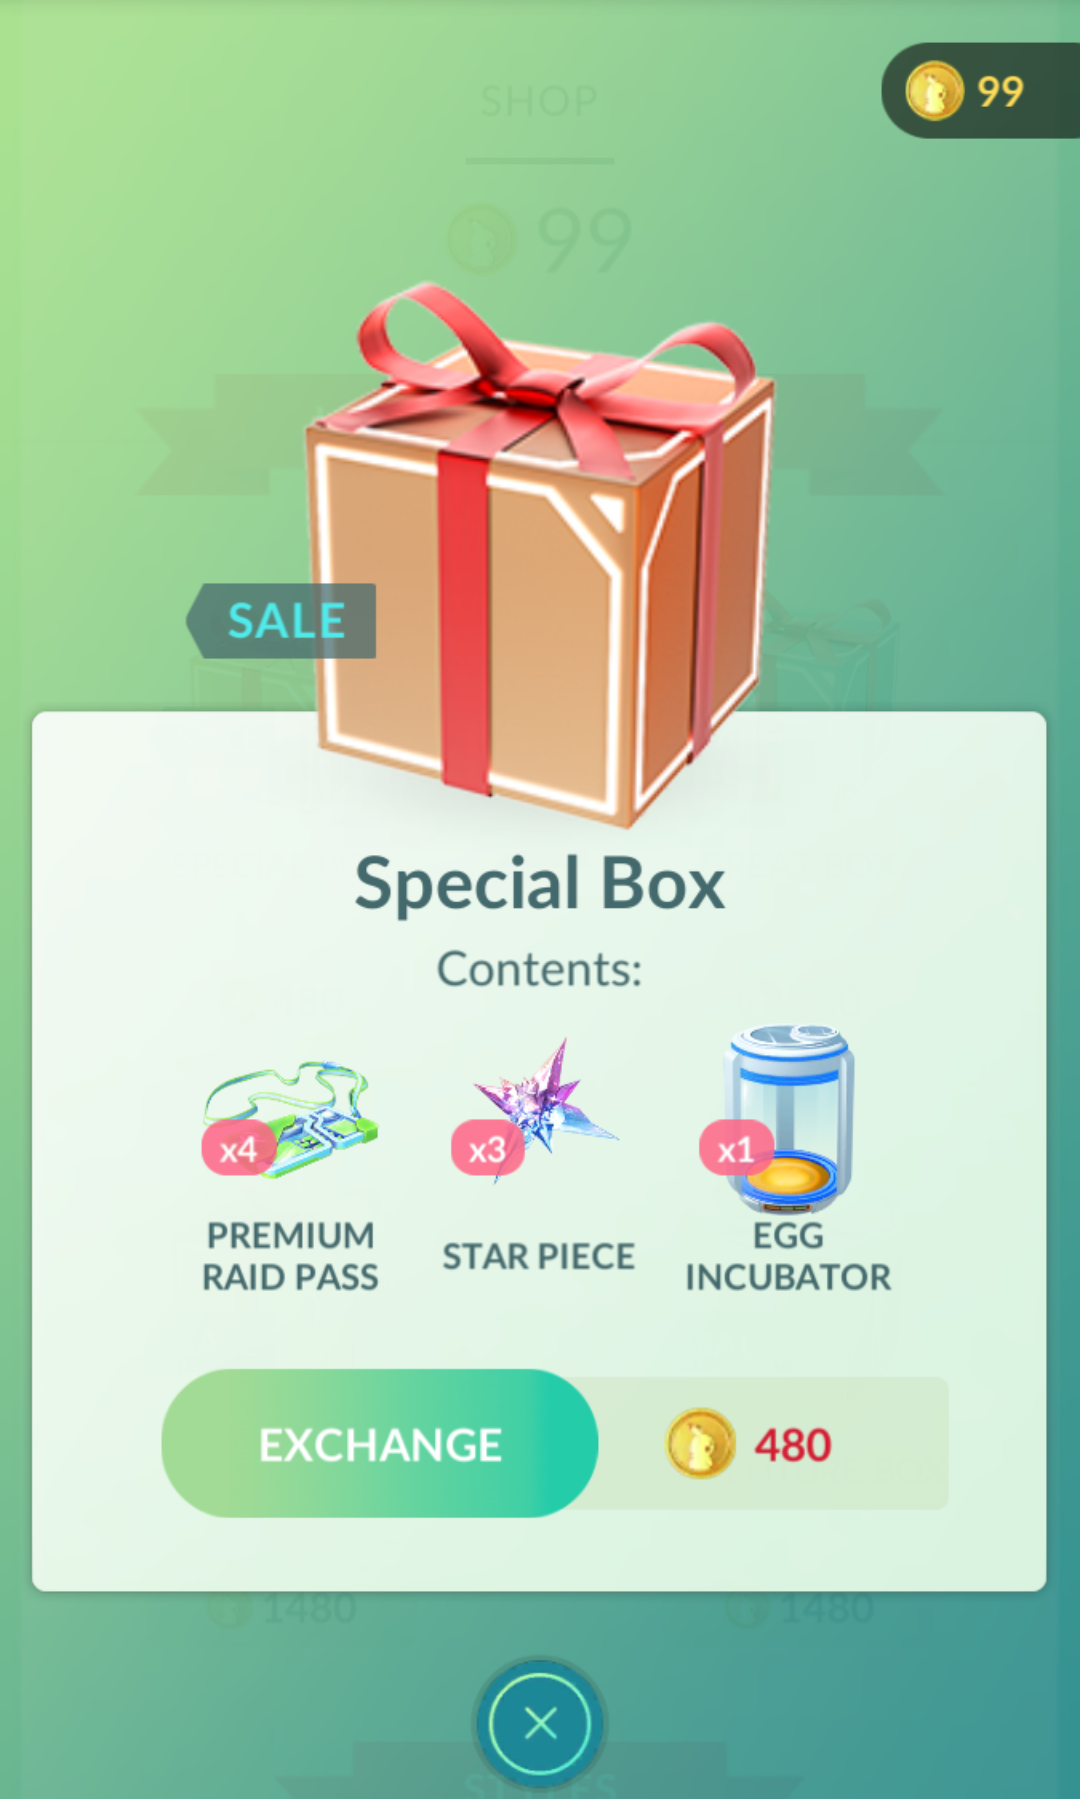 99
SHOP
99
SALE
Special Box
Contents:
x4
x3
x1
PREMIUM
RAID PASS
STAR PIECE
EGG
INCUBATOR
EXCHANGE
480
1480
1480
STYLES